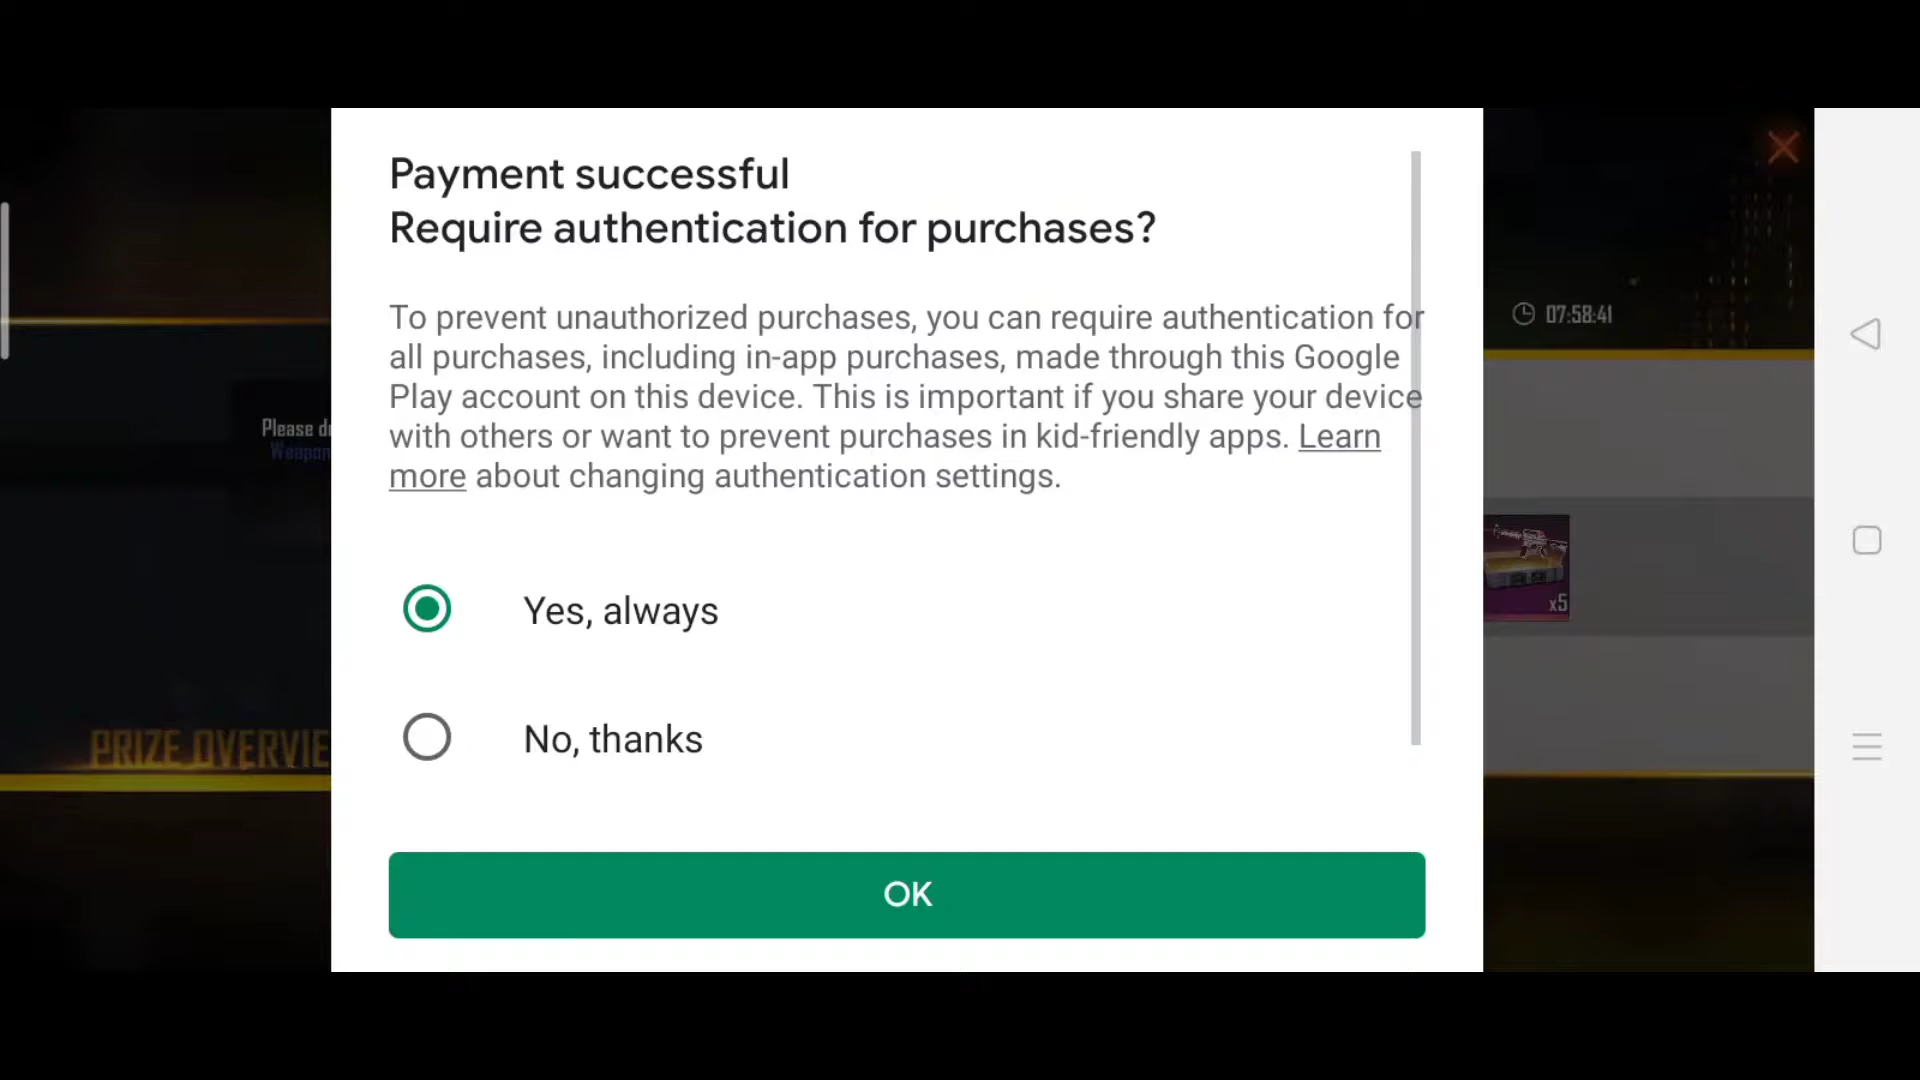 Payment successful
Require authentication for purchases?
To prevent unauthorized purchases, you can require authentication for
all purchases, including in-app purchases, made through this Google
Play account on this device. This is important if you share your device
with others or want to prevent purchases in kid-friendly apps. Learn
more about changing authentication settings.
Yes, always
No, thanks
OK
07:58:41
Please
Weapon
x5
PRIZE